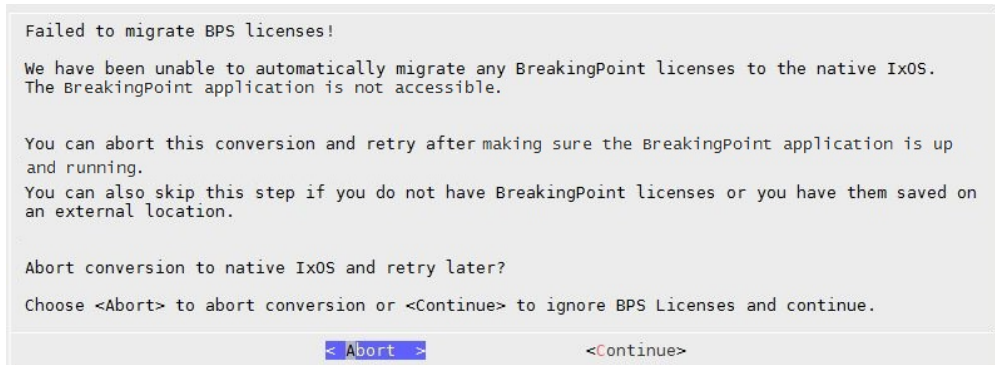 Failed to migrate BPS licenses!
We have been unable to automatically migrate any BreakingPoint licenses to the native IxOS.
The BreakingPoint application is not accessible.
You can abort this conversion and retry after making sure the BreakingPoint application is up
and running.
You can also skip this step if you do not have BreakingPoint licenses or you have them saved on
an external location.
Abort conversion to native IxOS and retry later?
Choose <Abort> to abort conversion or <Continue> to ignore BPS Licenses and continue.
< Abort > <Continue>